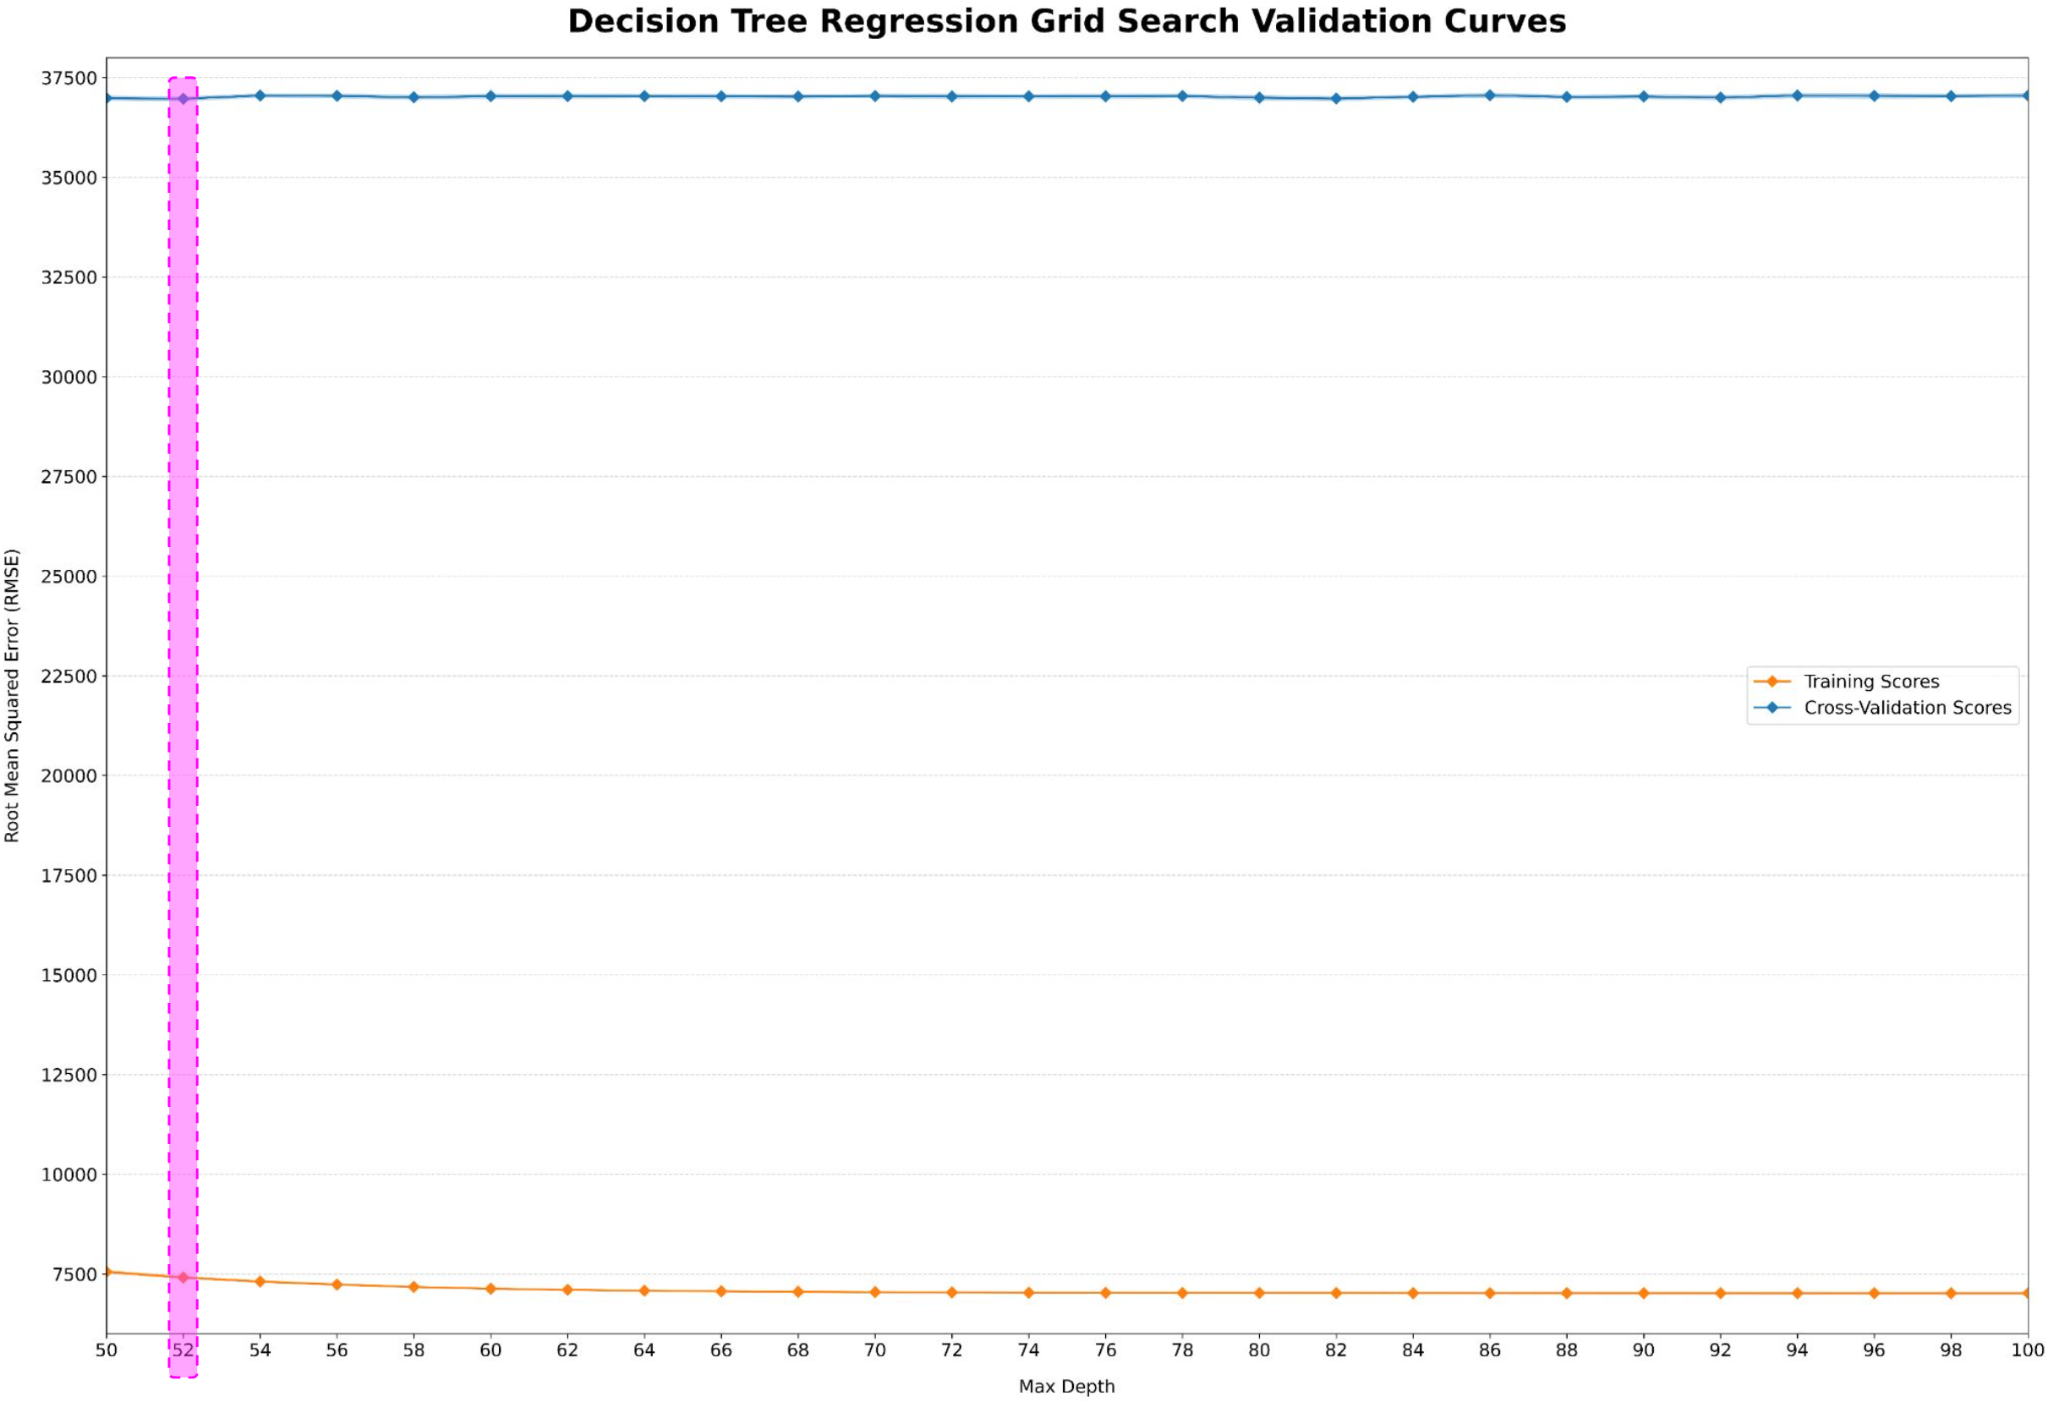 Decision Tree Regression Grid Search Validation Curves
37500
35000
32500
30000
27500
25000
22500
20000
17500
15000
12500
10000
7500
Root Mean Squared Error (RMSE)
Training Scores
Cross-Validation Scores
50 52 54 56 58 60 62 64 66 68 70 72 74 76 78 80 82 84 86 88 90 92 94 96 98 100
Max Depth